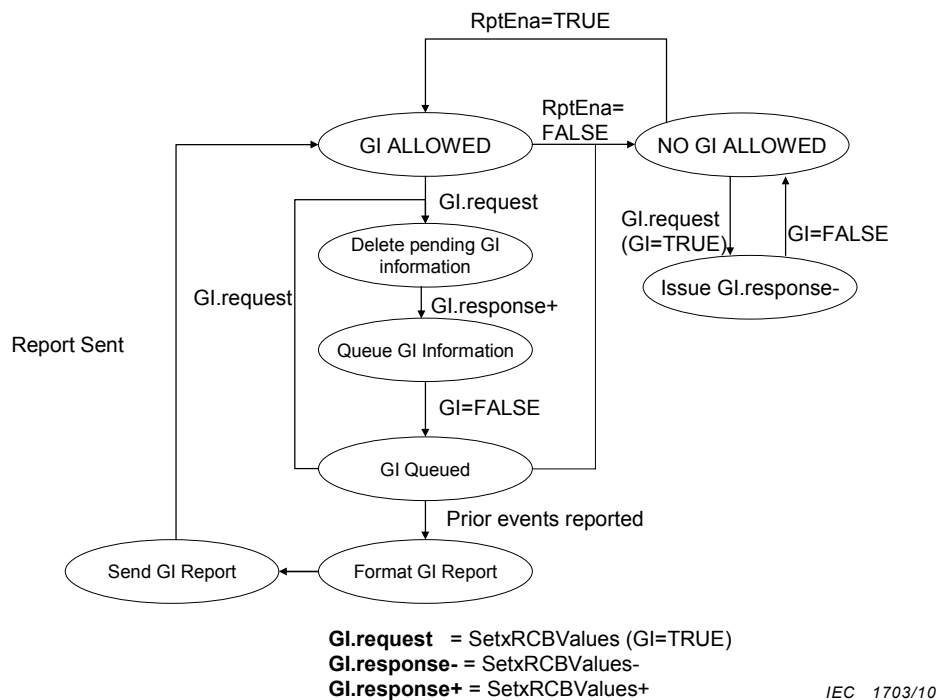 RptEna=TRUE
RptEna=
FALSE
GI ALLOWED
NO GI ALLOWED
GI.request
GI.request
(GI=TRUE)
GI=FALSE
Delete pending GI
information
GI.request
GI.response+
Issue GI.response-
Report Sent
Queue GI Information
GI=FALSE
GI Queued
Prior events reported
Send GI Report
Format GI Report
GI.request = SetxRCBValues (GI=TRUE)
GI.response- = SetxRCBValues-
GI.response+ = SetxRCBValues+
IEC 1703/10